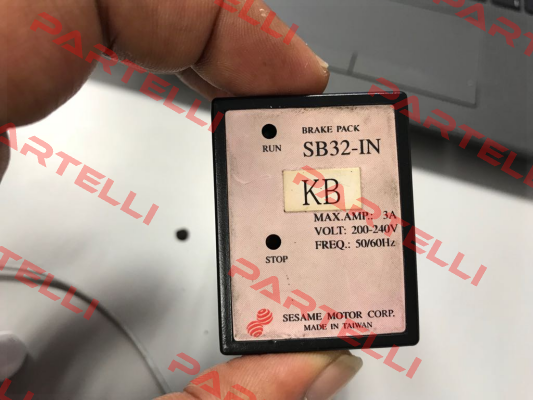 BRAKE PACK
RUN
SB32-IN
KB
MAX.AMP.: 3A
VOLT: 200-240V
FREQ.: 50/60Hz
STOP
SESAME MOTOR CORP.
MADE IN TAIWAN
PARTELLI
PARTELLI
PARTELLI
PARTELLI
PARTELLI
PARTELLI